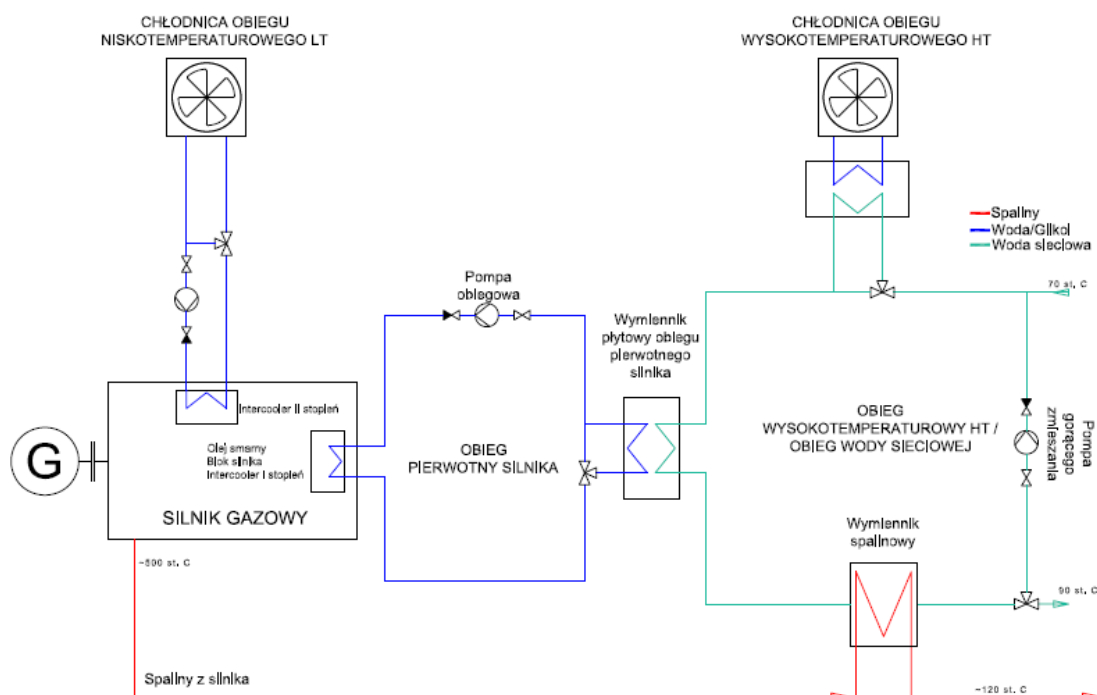 CHŁODNICA OBIEGU
NISKOTEMPERATUROWEGO LT
CHŁODNICA OBIEGU
WYSOKOTEMPERATUROWEGO HT
Spaliny
Woda/Glikol
Woda sieciowa
70 st. C
Pompa
obiegowa
Wymiennik
płytowy obiegu
pierwotnego
silnika
Intercooler II stopień
Olej smarny
Blok silnika
Intercooler I stopień
G
SILNIK GAZOWY
OBIEG
PIERWOTNY SILNIKA
OBIEG
WYSOKOTEMPERATUROWY HT /
OBIEG WODY SIECIOWEJ
Pompa
gorącego
zmieszania
Wymiennik
spalinowy
~500 st. C
90 st. C
Spaliny z silnika
~120 st. C